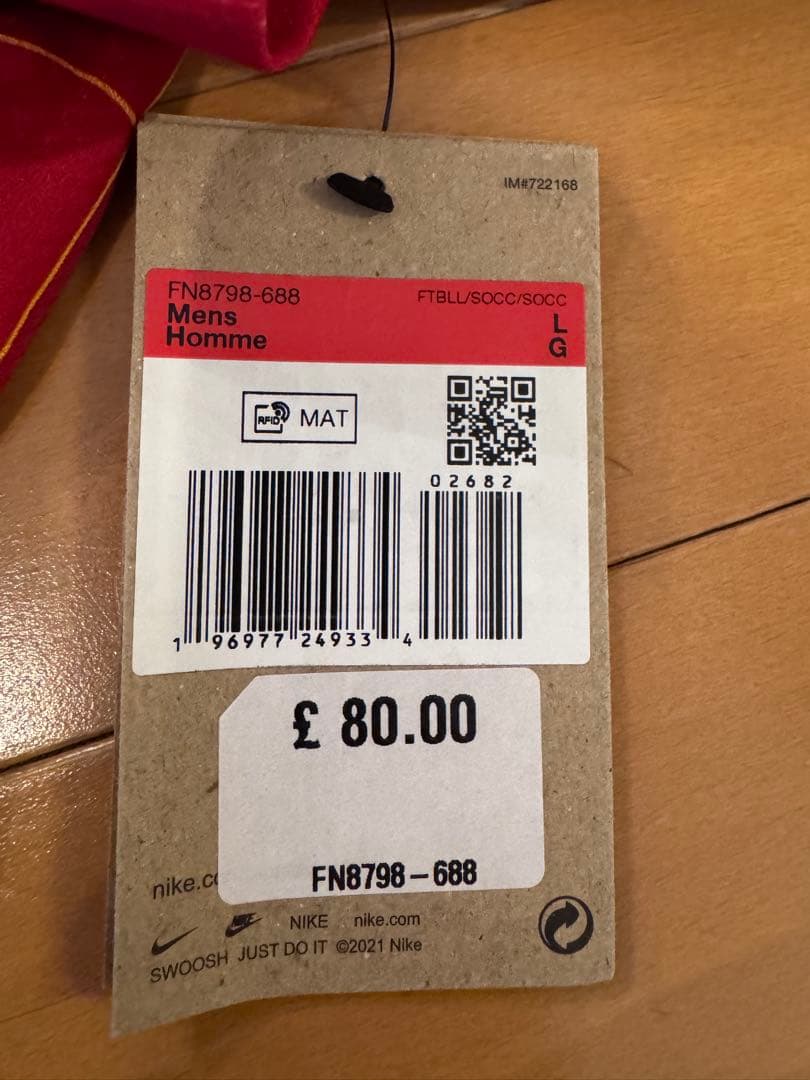 IM#722168
FN8798-688 FTBLL/SOCC/SOCC
Mens L
Homme G
RFID MAT
02682
1 96977 24933 4
£ 80.00
FN8798-688
nike.c
NIKE nike.com
SWOOSH JUST DO IT ©2021 Nike